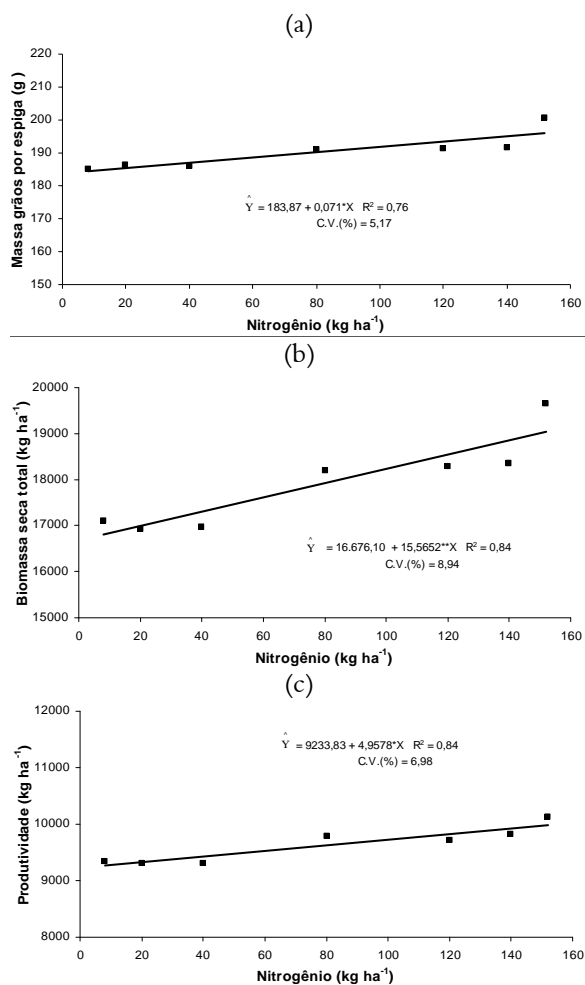 (a)
Massa grãos por espiga (g )
220
210
200
190
180
170
160
150
Ŷ = 183,87 + 0,071*X R² = 0,76
C.V.(%) = 5,17
0 20 40 60 80 100 120 140 160
Nitrogênio (kg ha⁻¹)
(b)
Biomassa seca total (kg ha⁻¹)
20000
19000
18000
17000
16000
15000
Ŷ = 16.676,10 + 15,5652**X R² = 0,84
C.V.(%) = 8,94
0 20 40 60 80 100 120 140 160
Nitrogênio (kg ha⁻¹)
(c)
Produtividade (kg ha⁻¹)
12000
11000
10000
9000
8000
Ŷ = 9233,83 + 4,9578*X R² = 0,84
C.V.(%) = 6,98
0 20 40 60 80 100 120 140 160
Nitrogênio (kg ha⁻¹)